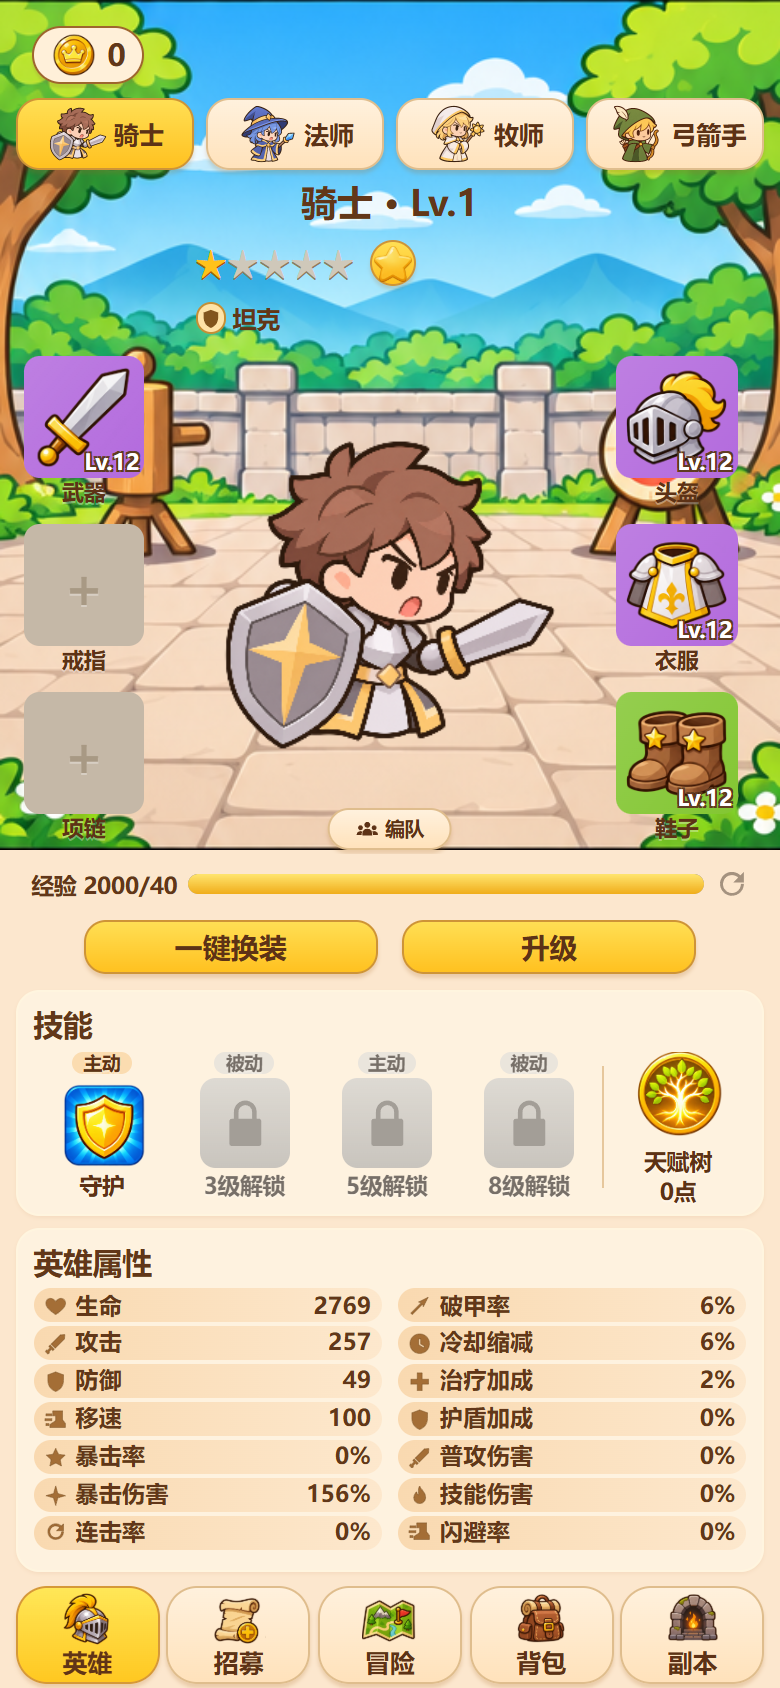 0
骑士 法师 牧师 弓箭手
骑士·Lv.1
坦克
Lv.12
武器
Lv.12
头盔
+
戒指
Lv.12
衣服
+
项链
Lv.12
鞋子
编队
经验 2000/40
一键换装 升级
技能
主动 被动 主动 被动
守护 3级解锁 5级解锁 8级解锁
天赋树
0点
英雄属性
生命 2769 破甲率 6%
攻击 257 冷却缩减 6%
防御 49 治疗加成 2%
移速 100 护盾加成 0%
暴击率 0% 普攻伤害 0%
暴击伤害 156% 技能伤害 0%
连击率 0% 闪避率 0%
英雄 招募 冒险 背包 副本